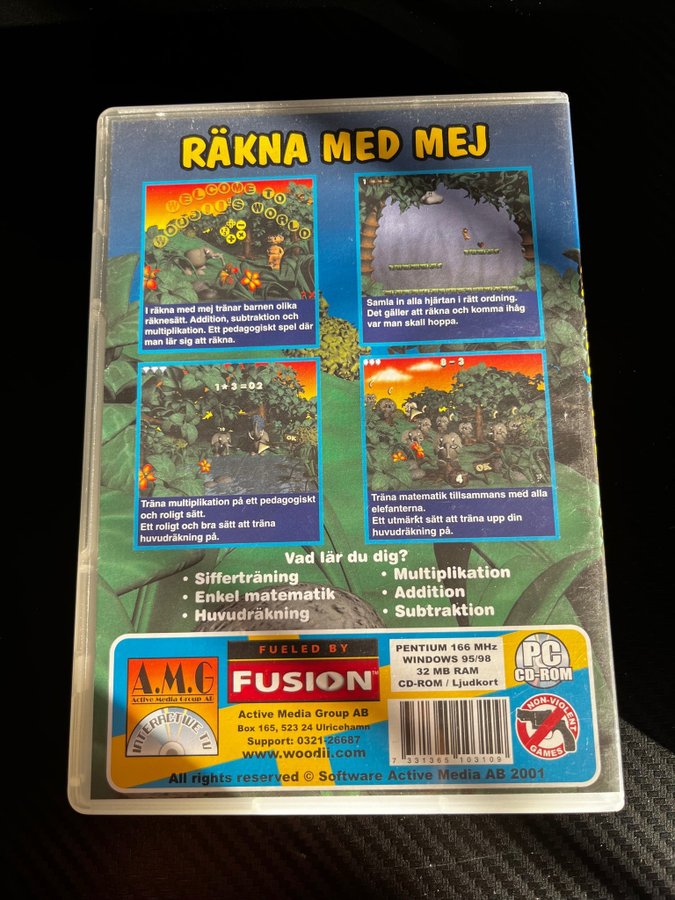 RÄKNA MED MEJ
WELCOME TO
WOODII'S WORLD
I räkna med mej tränar barnen olika
räknesätt. Addition, subtraktion och
multiplikation. Ett pedagogiskt spel där
man lär sig att räkna.
1
Samla in alla hjärtan i rätt ordning.
Det gäller att räkna och komma ihåg
var man skall hoppa.
1*3=02
10
OK
Träna multiplikation på ett pedagogiskt
och roligt sätt.
Ett roligt och bra sätt att träna
huvudräkning på.
8-3
4 OK
Träna matematik tillsammans med alla
elefanterna.
Ett utmärkt sätt att träna upp din
huvudräkning på.
Vad lär du dig?
• Sifferträning
• Enkel matematik
• Huvudräkning
• Multiplikation
• Addition
• Subtraktion
A.M.G
Active Media Group AB
INTERACTIVE TV
FUELED BY
FUSION™
Active Media Group AB
Box 165, 523 24 Ulricehamn
Support: 0321-26687
www.woodii.com
PENTIUM 166 MHz
WINDOWS 95/98
32 MB RAM
CD-ROM / Ljudkort
PC
CD-ROM
7 331365 103109
NON-VIOLENT
GAMES
All rights reserved © Software Active Media AB 2001